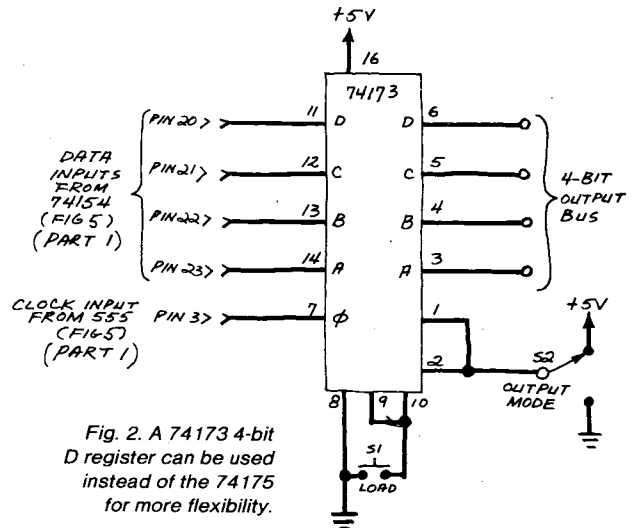 +5V
16
74173
PIN 20> 11 D D 6
PIN 21> 12 C C 5
PIN 22> 13 B B 4
PIN 23> 14 A A 3
DATA
INPUTS
FROM
74154
(FIG 5)
(PART 1)
4-BIT
OUTPUT
BUS
CLOCK INPUT
FROM 555
(FIG 5)
(PART 1)
PIN 3> 7 ϕ
1
2
+5V
S2
OUTPUT
MODE
8 9 10
S1
LOAD
Fig. 2. A 74173 4-bit
D register can be used
instead of the 74175
for more flexibility.